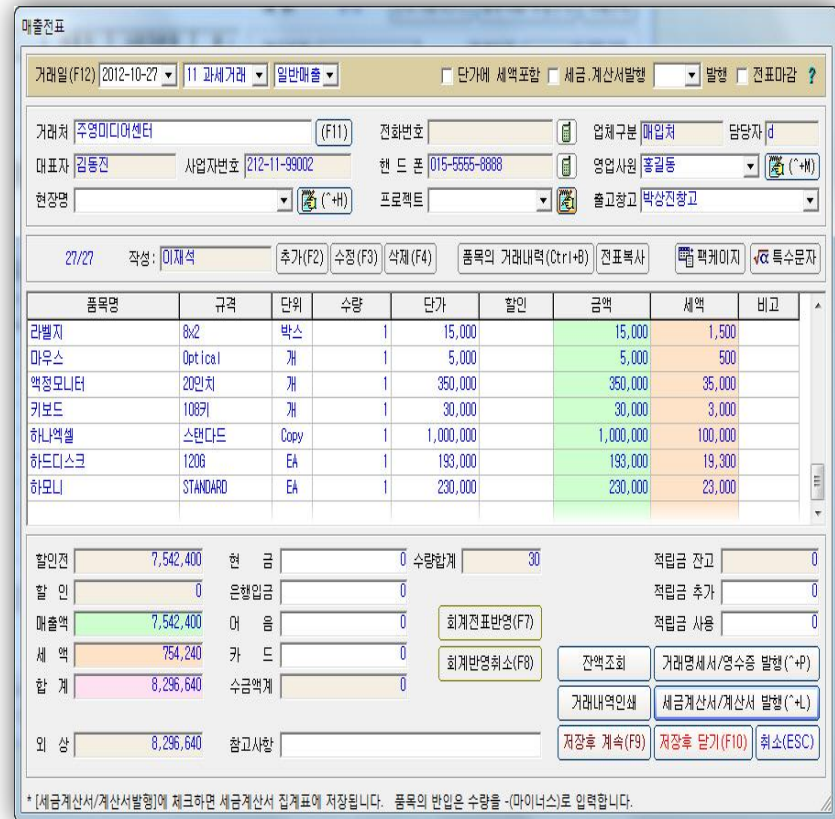 매출전표
거래일(F12) 2012-10-27 11 과세거래 일반매출 단가에 세액포함 세금.계산서발행 발행 전표마감 ?
거래처 주영미디어센터 (F11) 전화번호 업체구분 매입처 담당자 d
대표자 김동진 사업자번호 212-11-99002 핸 드 폰 015-5555-8888 영업사원 홍길동 (^+M)
현장명 (^+H) 프로젝트 출고창고 박상진창고
27/27 작성: 이재석 추가(F2) 수정(F3) 삭제(F4) 품목의 거래내력(Ctrl+B) 전표복사 팩케이지 √α 특수문자
품목명 규격 단위 수량 단가 할인 금액 세액 비고
라벨지 8x2 박스 1 15,000 15,000 1,500
마우스 Optical 개 1 5,000 5,000 500
액정모니터 20인치 개 1 350,000 350,000 35,000
키보드 108키 개 1 30,000 30,000 3,000
하나엑셀 스탠다드 Copy 1 1,000,000 1,000,000 100,000
하드디스크 120G EA 1 193,000 193,000 19,300
하모니 STANDARD EA 1 230,000 230,000 23,000
할인전 7,542,400 현 금 0 수량합계 30 적립금 잔고 0
할 인 0 은행입금 0 적립금 추가 0
매출액 7,542,400 어 음 0 회계전표반영(F7) 적립금 사용 0
세 액 754,240 카 드 0 회계반영취소(F8) 잔액조회 거래명세서/영수증 발행(^+P)
합 계 8,296,640 수금액계 0 거래내역인쇄 세금계산서/계산서 발행(^+L)
외 상 8,296,640 참고사항 저장후 계속(F9) 저장후 닫기(F10) 취소(ESC)
* [세금계산서/계산서발행]에 체크하면 세금계산서 집계표에 저장됩니다. 품목의 반입은 수량을 -(마이너스)로 입력합니다.